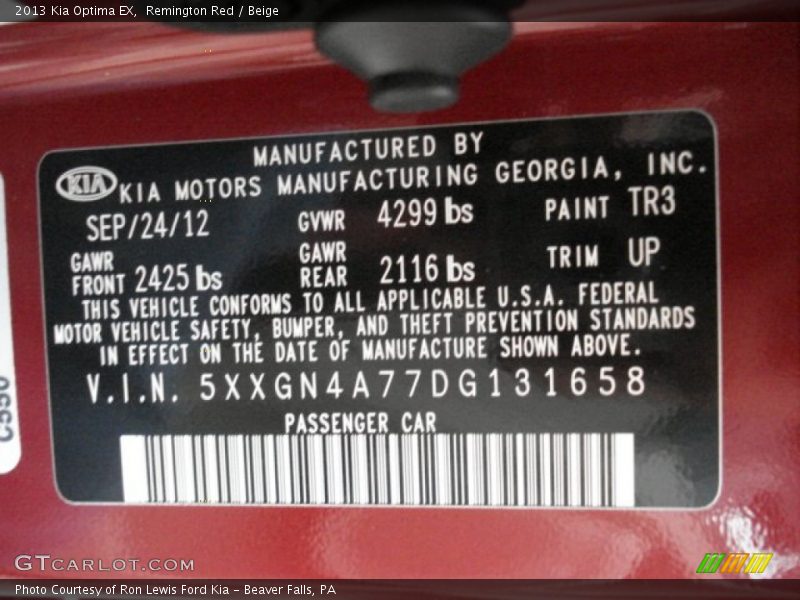 2013 Kia Optima EX, Remington Red / Beige
MANUFACTURED BY
KIA KIA MOTORS MANUFACTURING GEORGIA, INC.
SEP/24/12 GVWR 4299 lbs PAINT TR3
GAWR FRONT 2425 lbs GAWR REAR 2116 lbs TRIM UP
THIS VEHICLE CONFORMS TO ALL APPLICABLE U.S.A. FEDERAL
MOTOR VEHICLE SAFETY, BUMPER, AND THEFT PREVENTION STANDARDS
IN EFFECT ON THE DATE OF MANUFACTURE SHOWN ABOVE.
V.I.N. 5XXGN4A77DG131658
PASSENGER CAR
C550
GTCARLOT.COM
Photo Courtesy of Ron Lewis Ford Kia - Beaver Falls, PA